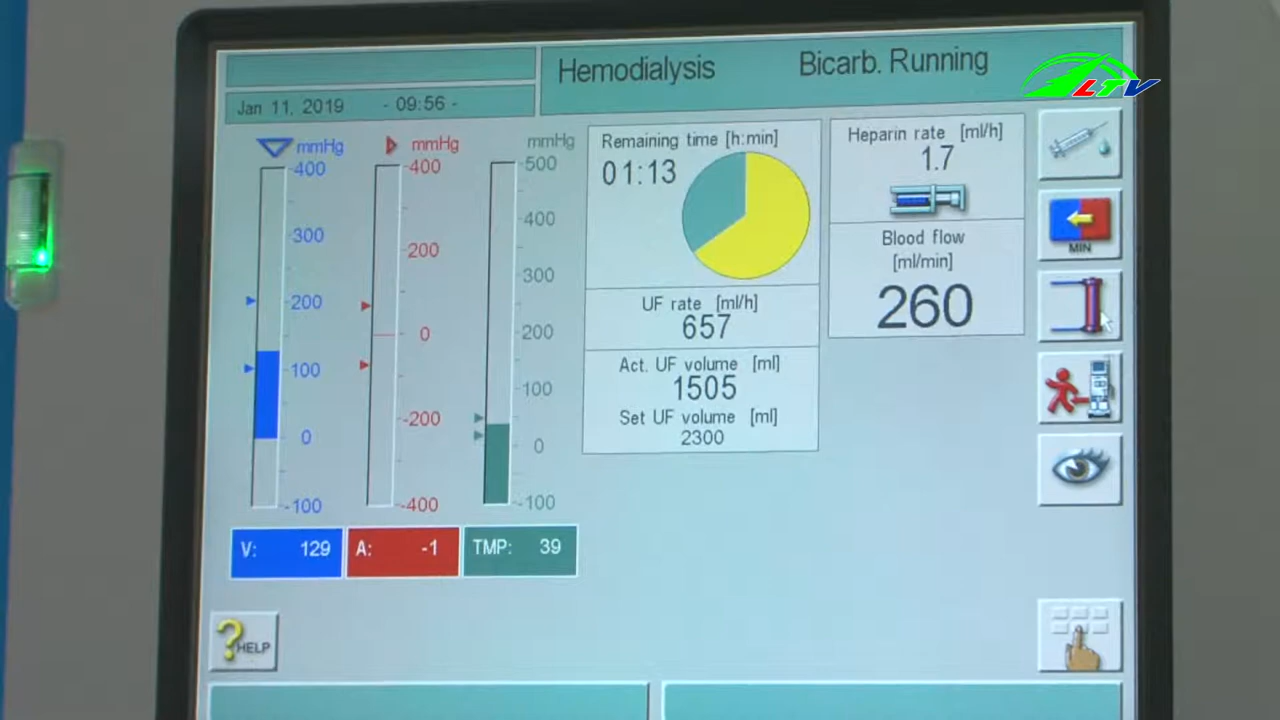 Hemodialysis Bicarb. Running
LTV
Jan 11, 2019 - 09:56 -
mmHg mmHg mmHg
400 400 500
300 200 400
200 0 300
100 -200 200
0 -400 100
-100 0
-100
V: 129 A: -1 TMP: 39
Remaining time [h:min]
01:13
UF rate [ml/h]
657
Act. UF volume [ml]
1505
Set UF volume [ml]
2300
Heparin rate [ml/h]
1.7
Blood flow
[ml/min]
260
MIN
?HELP